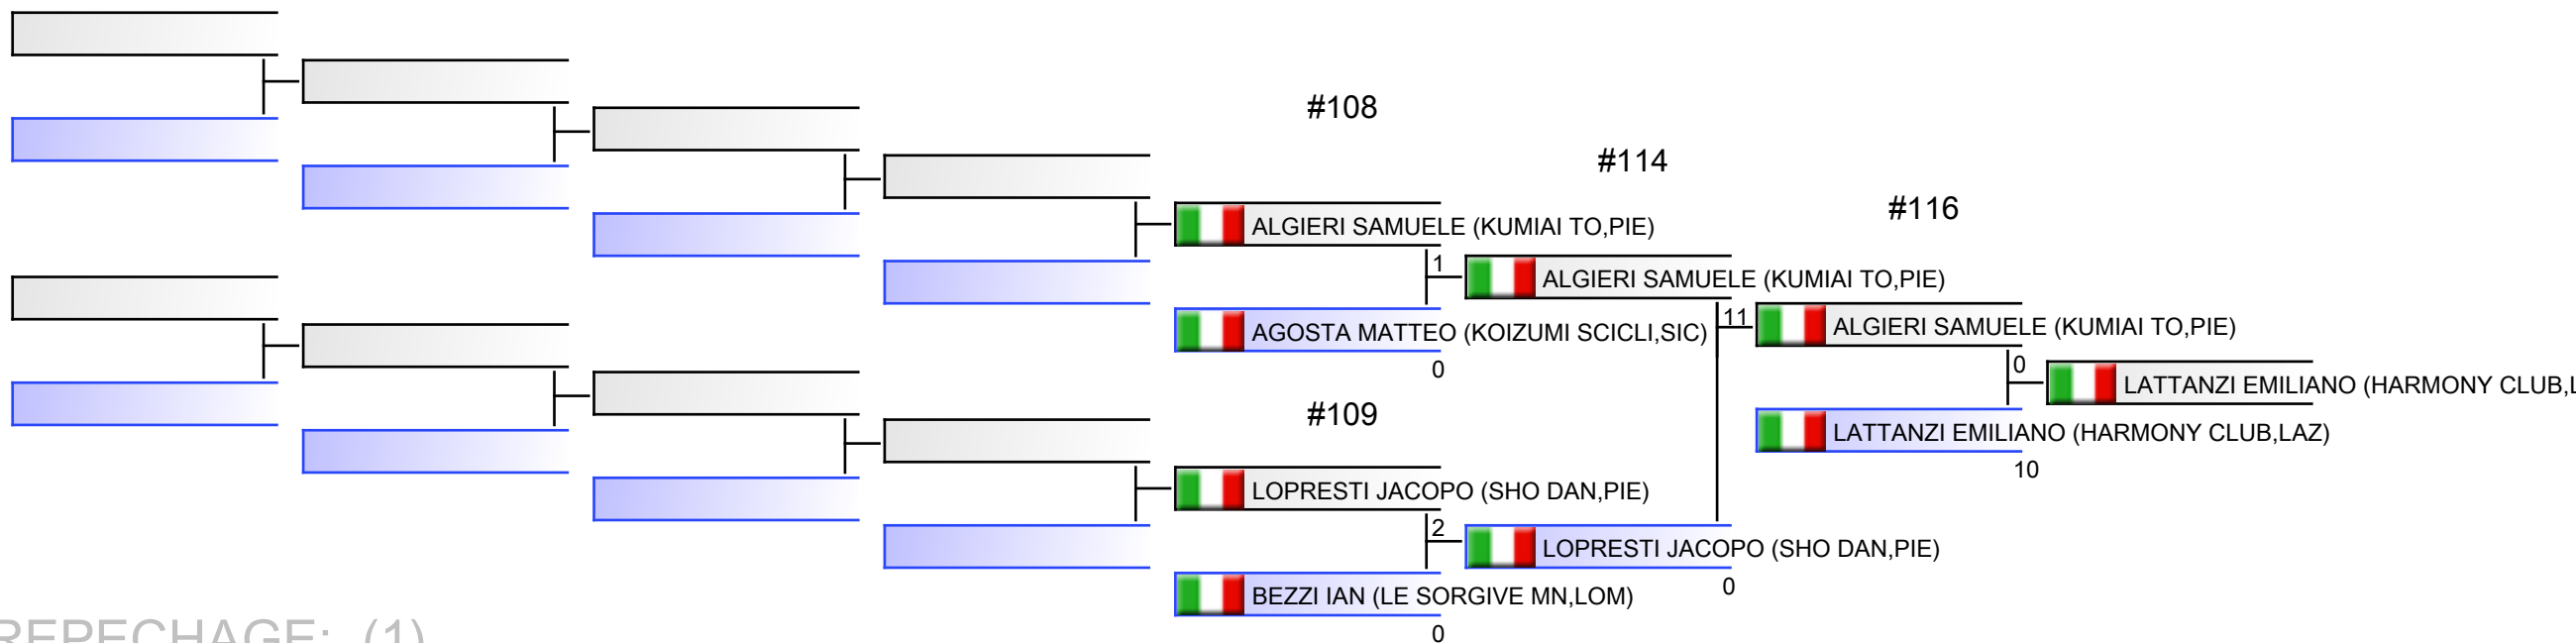 #108
#114
#116
ALGIERI SAMUELE (KUMIAI TO,PIE)
1
ALGIERI SAMUELE (KUMIAI TO,PIE)
11
ALGIERI SAMUELE (KUMIAI TO,PIE)
AGOSTA MATTEO (KOIZUMI SCICLI,SIC)
0
0
LATTANZI EMILIANO (HARMONY CLUB,L
#109
LATTANZI EMILIANO (HARMONY CLUB,LAZ)
10
LOPRESTI JACOPO (SHO DAN,PIE)
2
LOPRESTI JACOPO (SHO DAN,PIE)
0
BEZZI IAN (LE SORGIVE MN,LOM)
0
REPECHAGE: (1)